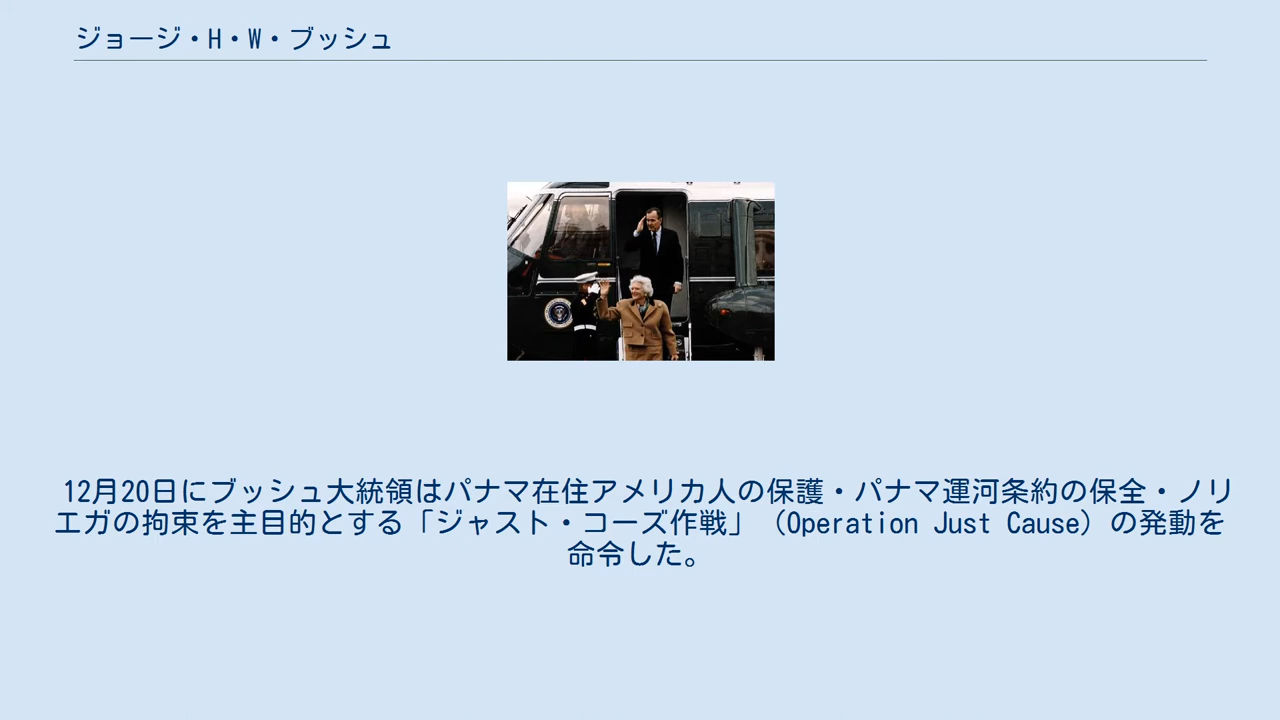 ジョージ・H・W・ブッシュ
12月20日にブッシュ大統領はパナマ在住アメリカ人の保護・パナマ運河条約の保全・ノリ
エガの拘束を主目的とする「ジャスト・コーズ作戦」（Operation Just Cause）の発動を
命令した。